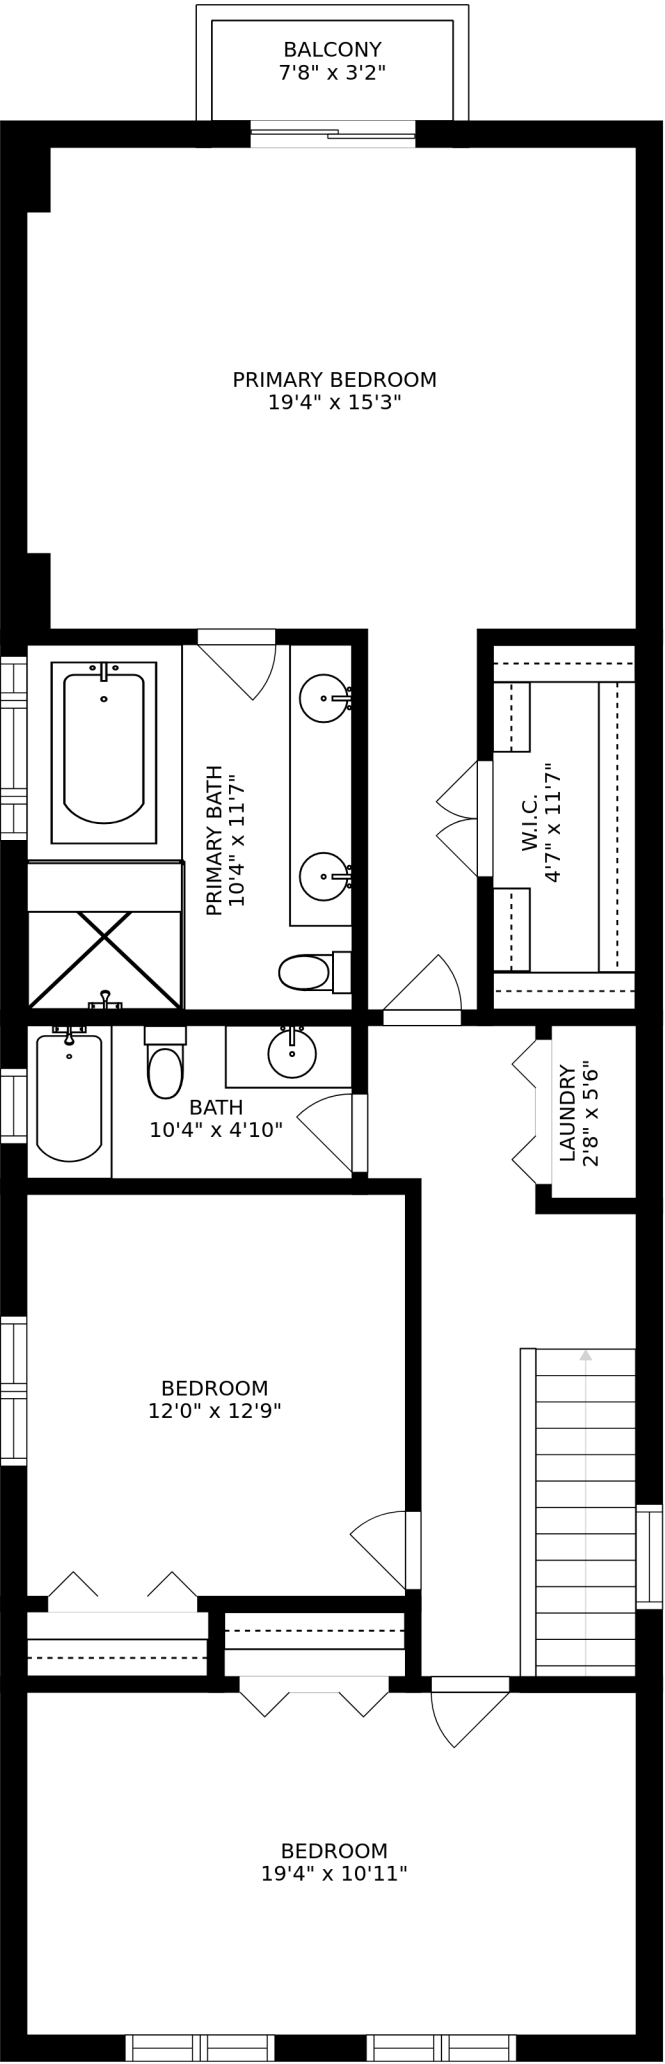 BALCONY
7'8" x 3'2"
PRIMARY BEDROOM
19'4" x 15'3"
PRIMARY BATH
10'4" x 11'7"
W.I.C.
4'7" x 11'7"
BATH
10'4" x 4'10"
LAUNDRY
2'8" x 5'6"
BEDROOM
12'0" x 12'9"
BEDROOM
19'4" x 10'11"